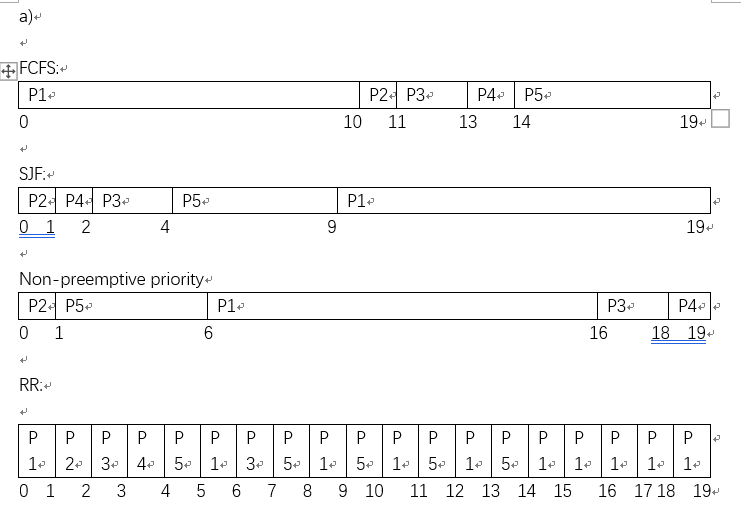 a)
FCFS:
P1 P2 P3 P4 P5
0 10 11 13 14 19
SJF:
P2 P4 P3 P5 P1
0 1 2 4 9 19
Non-preemptive priority
P2 P5 P1 P3 P4
0 1 6 16 18 19
RR:
P P P P P P P P P P P P P P P P P P P
1 2 3 4 5 1 3 5 1 5 1 5 1 5 1 1 1 1 1
0 1 2 3 4 5 6 7 8 9 10 11 12 13 14 15 16 17 18 19